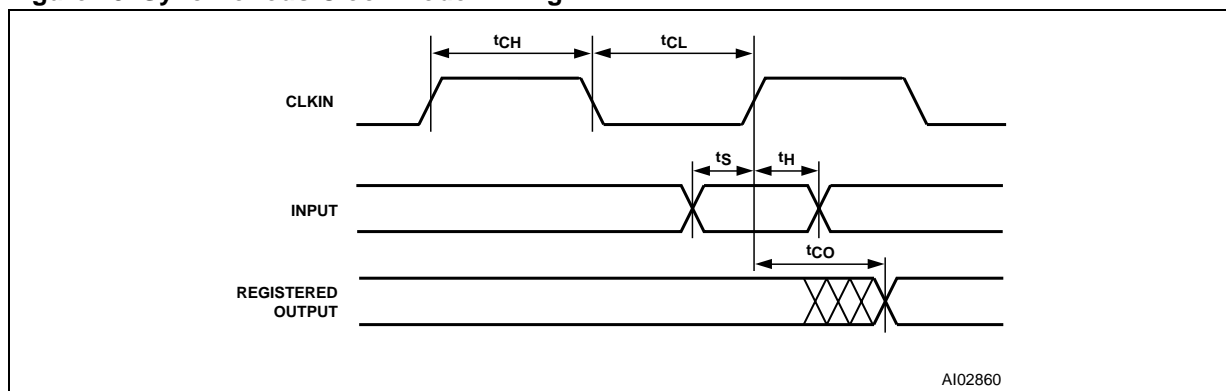 tCH
tCL
CLKIN
tS
tH
INPUT
tCO
REGISTERED
OUTPUT
AI02860